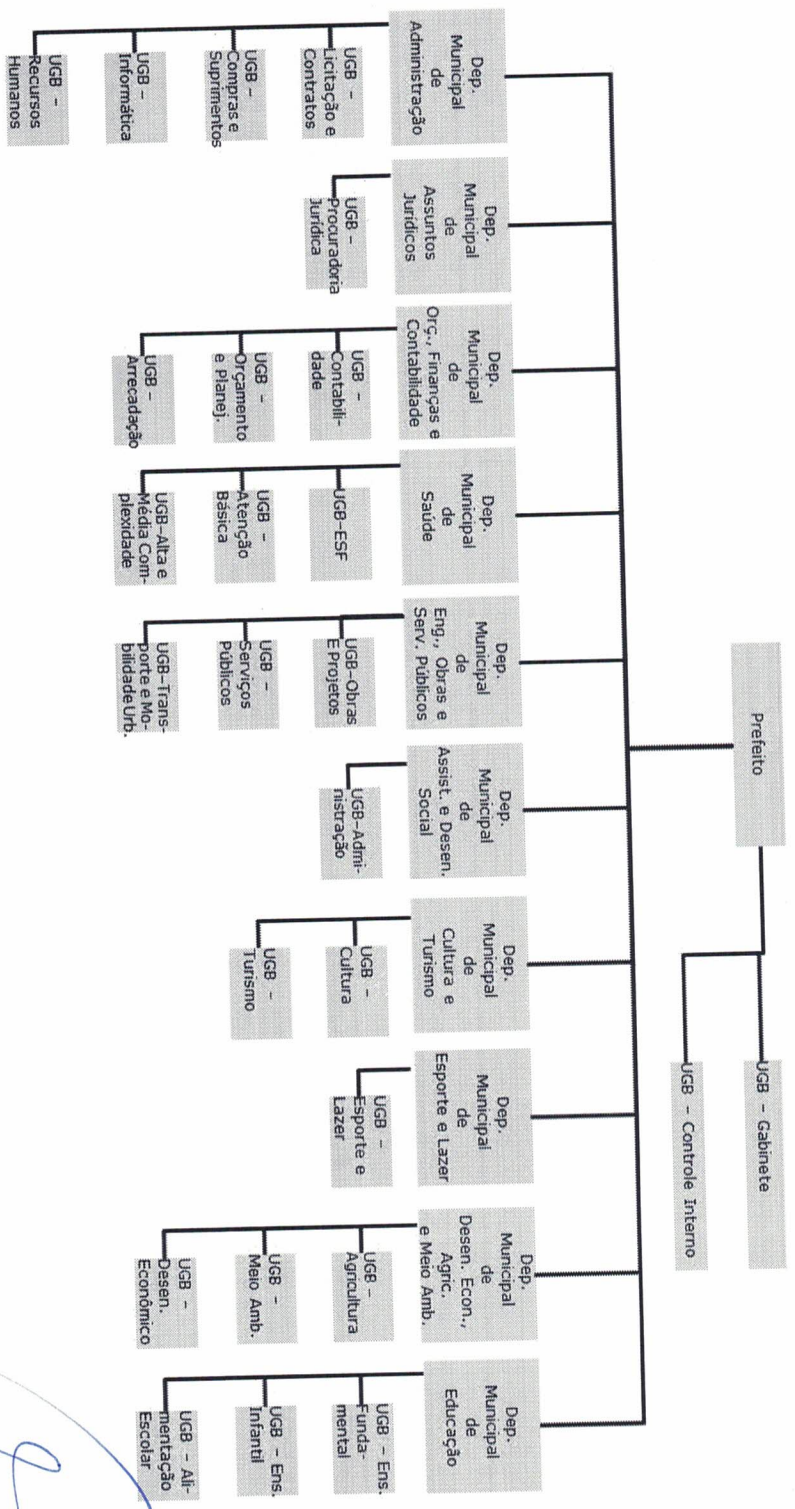 Prefeito
UGB - Gabinete
UGB - Controle Interno
Dep.
Municipal
de
Administração
UGB -
Licitação e
Contratos
UGB -
Compras e
Suprimentos
UGB -
Informática
UGB -
Recursos
Humanos
Dep.
Municipal
de
Assuntos
Jurídicos
UGB -
Procuradoria
Jurídica
Dep.
Municipal
de
Orç., Finanças e
Contabilidade
UGB -
Contabili-
dade
UGB -
Orçamento
e Planej.
UGB -
Arrecadação
Dep.
Municipal
de
Saúde
UGB-ESF
UGB -
Atenção
Básica
UGB-Alta e
Média Com-
plexidade
Dep.
Municipal
de
Eng., Obras e
Serv. Públicos
UGB-Obras
E Projetos
UGB -
Serviços
Públicos
UGB-Trans-
porte e Mo-
bilidade Urb.
Dep.
Municipal
de
Assist. e Desen.
Social
UGB-Admi-
nistração
Dep.
Municipal
de
Cultura e
Turismo
UGB -
Cultura
UGB -
Turismo
Dep.
Municipal
de
Esporte e Lazer
UGB -
Esporte e
Lazer
Dep.
Municipal
de
Desen. Econ.,
Agric.
e Meio Amb.
UGB -
Agricultura
UGB -
Meio Amb.
UGB -
Desen.
Econômico
Dep.
Municipal
de
Educação
UGB - Ens.
Funda-
mental
UGB - Ens.
Infantil
UGB - Ali-
mentação
Escolar